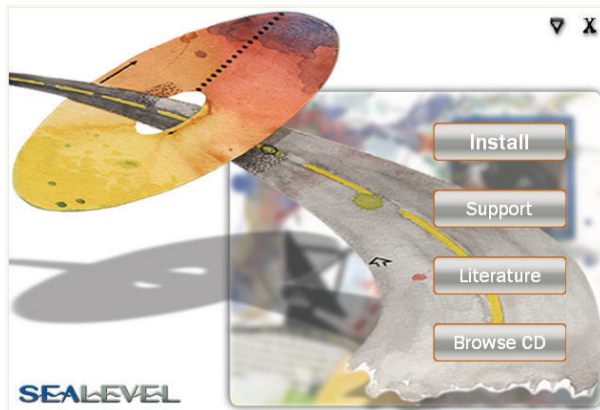 X
Install
Support
Literature
Browse CD
SEALEVEL